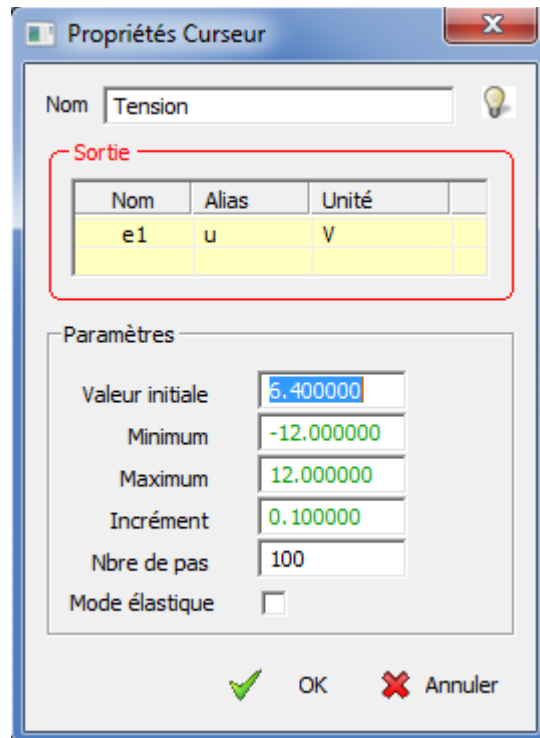 Propriétés Curseur
Nom Tension
Sortie
Nom Alias Unité
e1 u V
Paramètres
Valeur initiale 6.400000
Minimum -12.000000
Maximum 12.000000
Incrément 0.100000
Nbre de pas 100
Mode élastique
OK Annuler